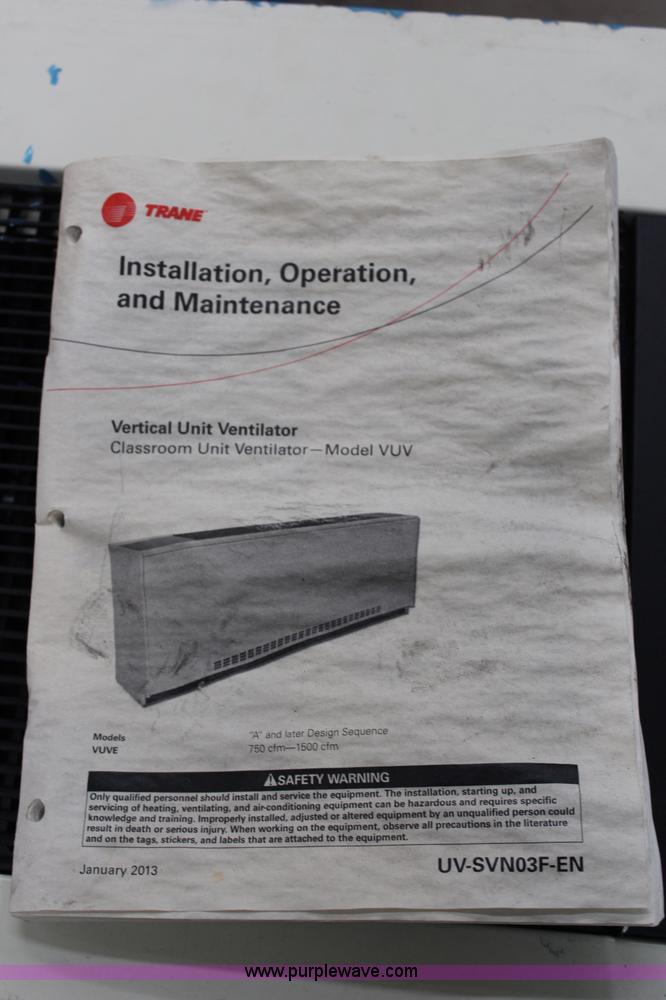 TRANE
Installation, Operation,
and Maintenance
Vertical Unit Ventilator
Classroom Unit Ventilator—Model VUV
Models
VUVE
"A" and later Design Sequence
750 cfm—1500 cfm
SAFETY WARNING
Only qualified personnel should install and service the equipment. The installation, starting up, and
servicing of heating, ventilating, and air-conditioning equipment can be hazardous and requires specific
knowledge and training. Improperly installed, adjusted or altered equipment by an unqualified person could
result in death or serious injury. When working on the equipment, observe all precautions in the literature
and on the tags, stickers, and labels that are attached to the equipment.
January 2013
UV-SVN03F-EN
www.purplewave.com